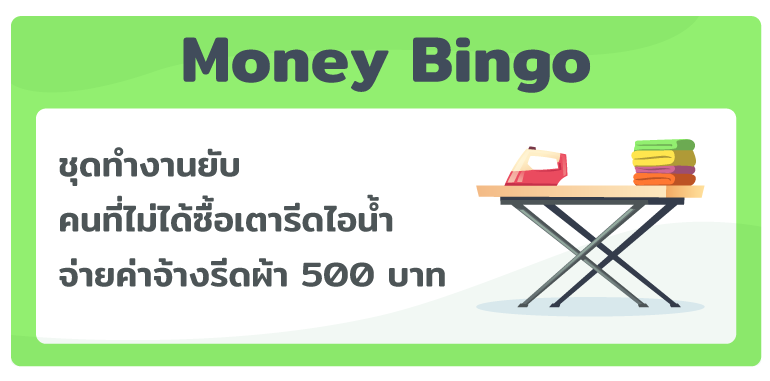 Money Bingo
ชุดทำงานยับ
คนที่ไม่ได้ซื้อเตารีดไอน้ำ
จ่ายค่าจ้างรีดผ้า 500 บาท